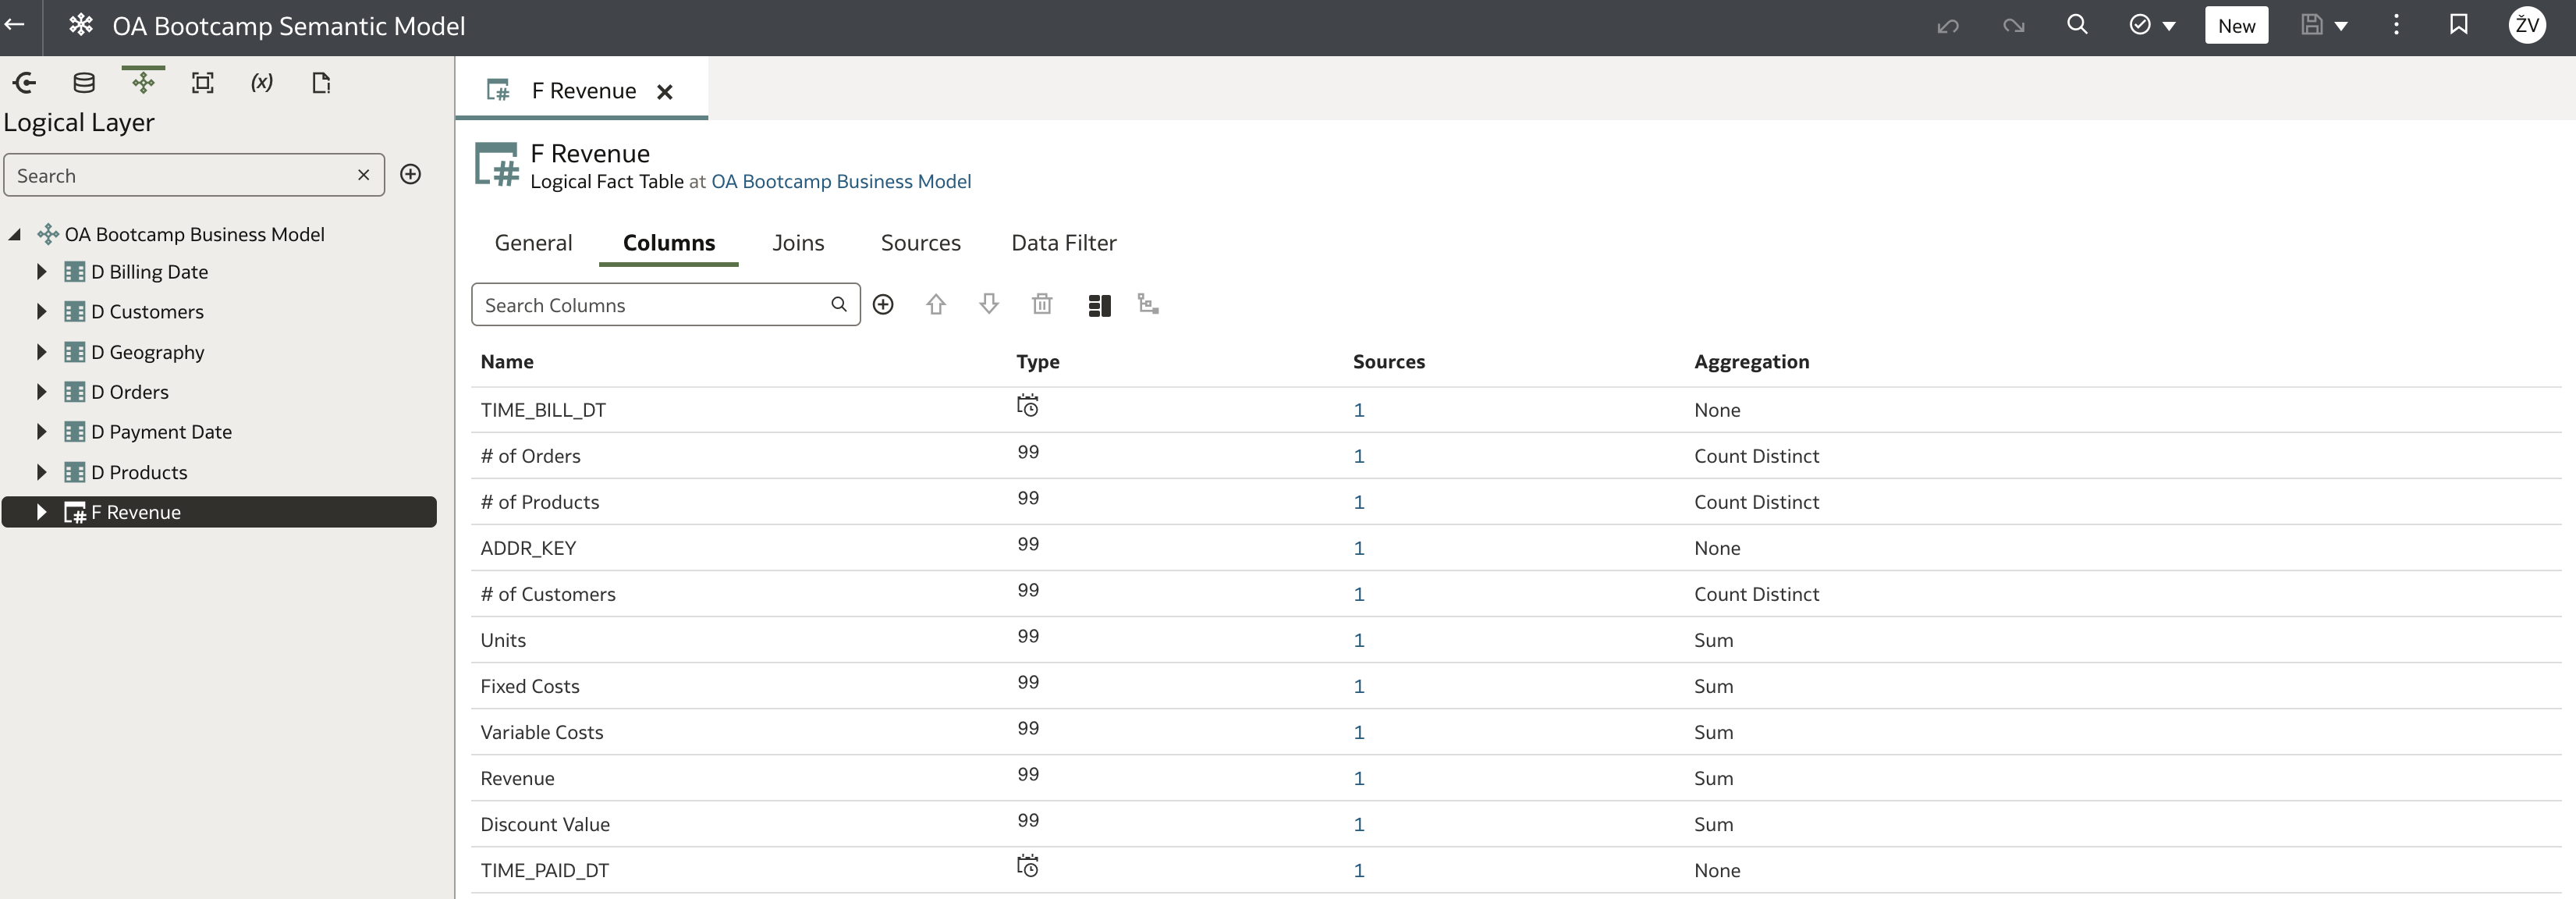 OA Bootcamp Semantic Model
New
ŽV
(x)
Logical Layer
Search
OA Bootcamp Business Model
D Billing Date
D Customers
D Geography
D Orders
D Payment Date
D Products
F Revenue
F Revenue
F Revenue
Logical Fact Table at OA Bootcamp Business Model
General Columns Joins Sources Data Filter
Search Columns
Name Type Sources Aggregation
TIME_BILL_DT 1 None
# of Orders 99 1 Count Distinct
# of Products 99 1 Count Distinct
ADDR_KEY 99 1 None
# of Customers 99 1 Count Distinct
Units 99 1 Sum
Fixed Costs 99 1 Sum
Variable Costs 99 1 Sum
Revenue 99 1 Sum
Discount Value 99 1 Sum
TIME_PAID_DT 1 None